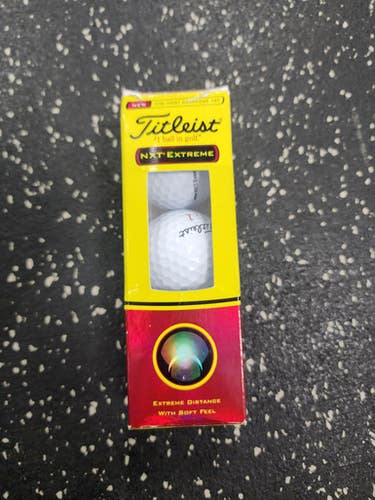 NEW
Titleist
#1 ball in golf.
NXT EXTREME
Titleist
EXTREME DISTANCE
WITH SOFT FEEL